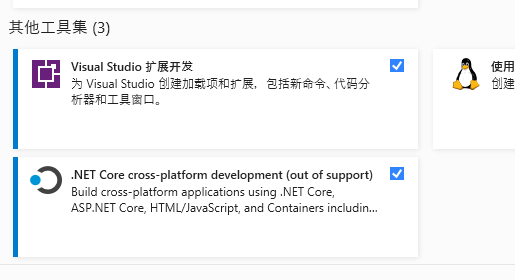 其他工具集 (3)
Visual Studio 扩展开发
为 Visual Studio 创建加载项和扩展，包括新命令、代码分
析器和工具窗口。
使用
创建
.NET Core cross-platform development (out of support)
Build cross-platform applications using .NET Core,
ASP.NET Core, HTML/JavaScript, and Containers includin...